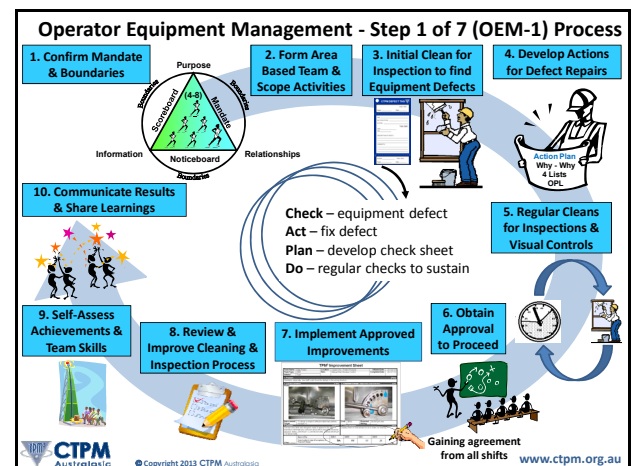 Operator Equipment Management - Step 1 of 7 (OEM-1) Process
1. Confirm Mandate
& Boundaries
2. Form Area
Based Team &
Scope Activities
3. Initial Clean for
Inspection to find
Equipment Defects
4. Develop Actions
for Defect Repairs
Purpose
Boundaries
Boundaries
(4-8)
Scoreboard
Mandate
Information
Noticeboard
Relationships
Boundaries
Action Plan
Why - Why
4 Lists
OPL
10. Communicate Results
& Share Learnings
Check – equipment defect
Act – fix defect
Plan – develop check sheet
Do – regular checks to sustain
5. Regular Cleans
for Inspections &
Visual Controls
9. Self-Assess
Achievements &
Team Skills
8. Review &
Improve Cleaning &
Inspection Process
7. Implement Approved
Improvements
6. Obtain
Approval
to Proceed
TPM Improvement Sheet
Gaining agreement
from all shifts
CTPM
Australasia
© Copyright 2013 CTPM Australasia
www.ctpm.org.au